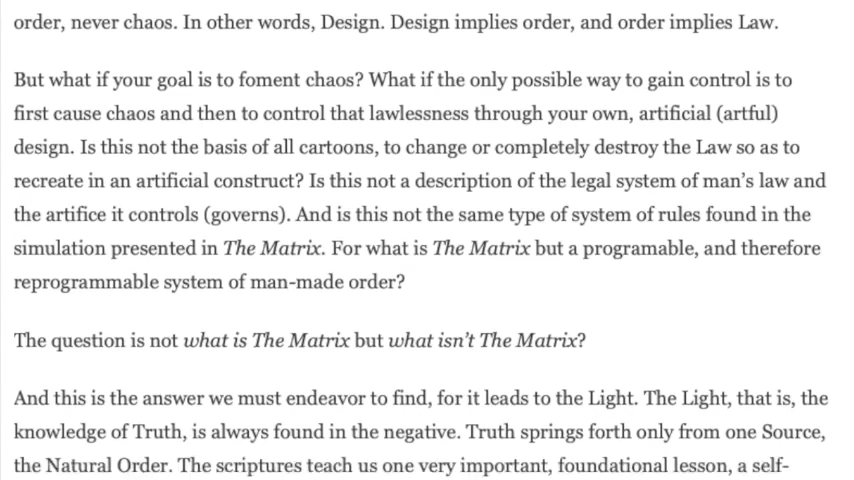 order, never chaos. In other words, Design. Design implies order, and order implies Law.
But what if your goal is to foment chaos? What if the only possible way to gain control is to
first cause chaos and then to control that lawlessness through your own, artificial (artful)
design. Is this not the basis of all cartoons, to change or completely destroy the Law so as to
recreate in an artificial construct? Is this not a description of the legal system of man’s law and
the artifice it controls (governs). And is this not the same type of system of rules found in the
simulation presented in The Matrix. For what is The Matrix but a programable, and therefore
reprogrammable system of man-made order?
The question is not what is The Matrix but what isn’t The Matrix?
And this is the answer we must endeavor to find, for it leads to the Light. The Light, that is, the
knowledge of Truth, is always found in the negative. Truth springs forth only from one Source,
the Natural Order. The scriptures teach us one very important, foundational lesson, a self-